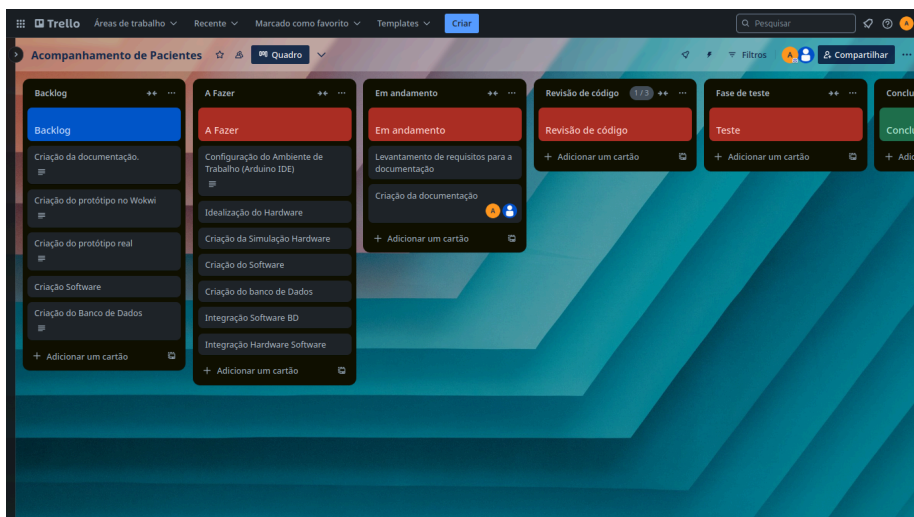 Trello Áreas de trabalho Recente Marcado como favorito Templates Criar Pesquisar A
Acompanhamento de Pacientes Quadro Filtros A Compartilhar
Backlog
Backlog
Criação da documentação.
Criação do protótipo no Wokwi
Criação do protótipo real
Criação Software
Criação do Banco de Dados
+ Adicionar um cartão
A Fazer
A Fazer
Configuração do Ambiente de
Trabalho (Arduino IDE)
Idealização do Hardware
Criação da Simulação Hardware
Criação do Software
Criação do banco de Dados
Integração Software BD
Integração Hardware Software
+ Adicionar um cartão
Em andamento
Em andamento
Levantamento de requisitos para a
documentação
Criação da documentação
A
+ Adicionar um cartão
Revisão de código 1/3
Revisão de código
+ Adicionar um cartão
Fase de teste
Teste
+ Adicionar um cartão
Conclu
Conclu
+ Adic